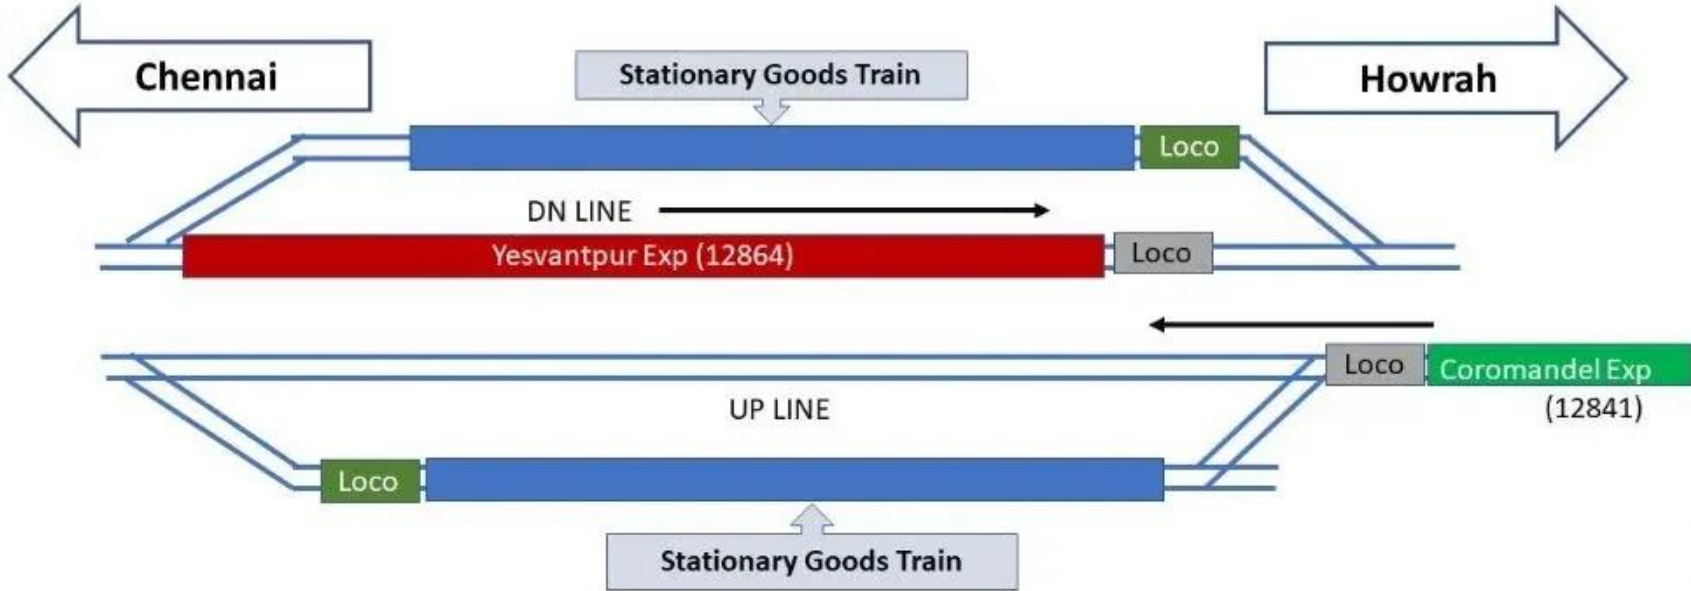 Chennai
Howrah
Stationary Goods Train
Loco
DN LINE
Yesvantpur Exp (12864)
Loco
Loco
Coromandel Exp
(12841)
UP LINE
Loco
Stationary Goods Train